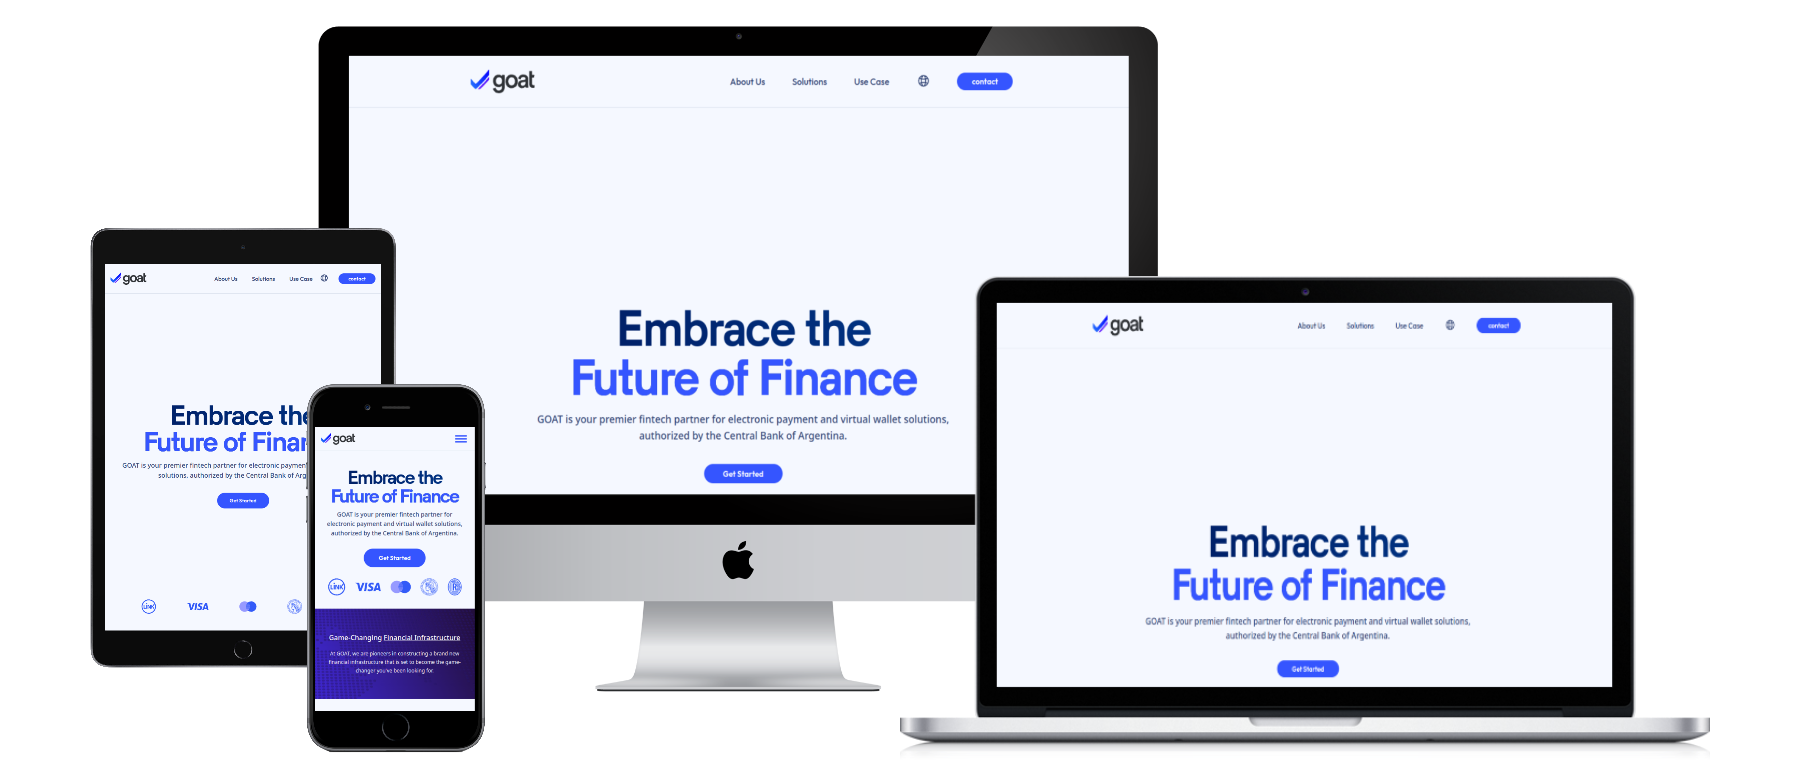 goat
About Us Solutions Use Case contact
Embrace the
Future of Finance
GOAT is your premier fintech partner for electronic payment and virtual wallet solutions,
authorized by the Central Bank of Argentina.
Get Started
goat
About Us Solutions Use Case contact
Embrace the
Future of Finan
GOAT is your premier fintech partner for electronic payment
solutions, authorized by the Central Bank of Arg
Get Started
LINK VISA
goat
Embrace the
Future of Finance
GOAT is your premier fintech partner for
electronic payment and virtual wallet solutions,
authorized by the Central Bank of Argentina.
Get Started
LINK VISA
Game-Changing Financial Infrastructure
At GOAT, we are pioneers in constructing a brand new
financial infrastructure that is set to become the game-
changer you've been looking for.
goat
About Us Solutions Use Case contact
Embrace the
Future of Finance
GOAT is your premier fintech partner for electronic payment and virtual wallet solutions,
authorized by the Central Bank of Argentina.
Get Started